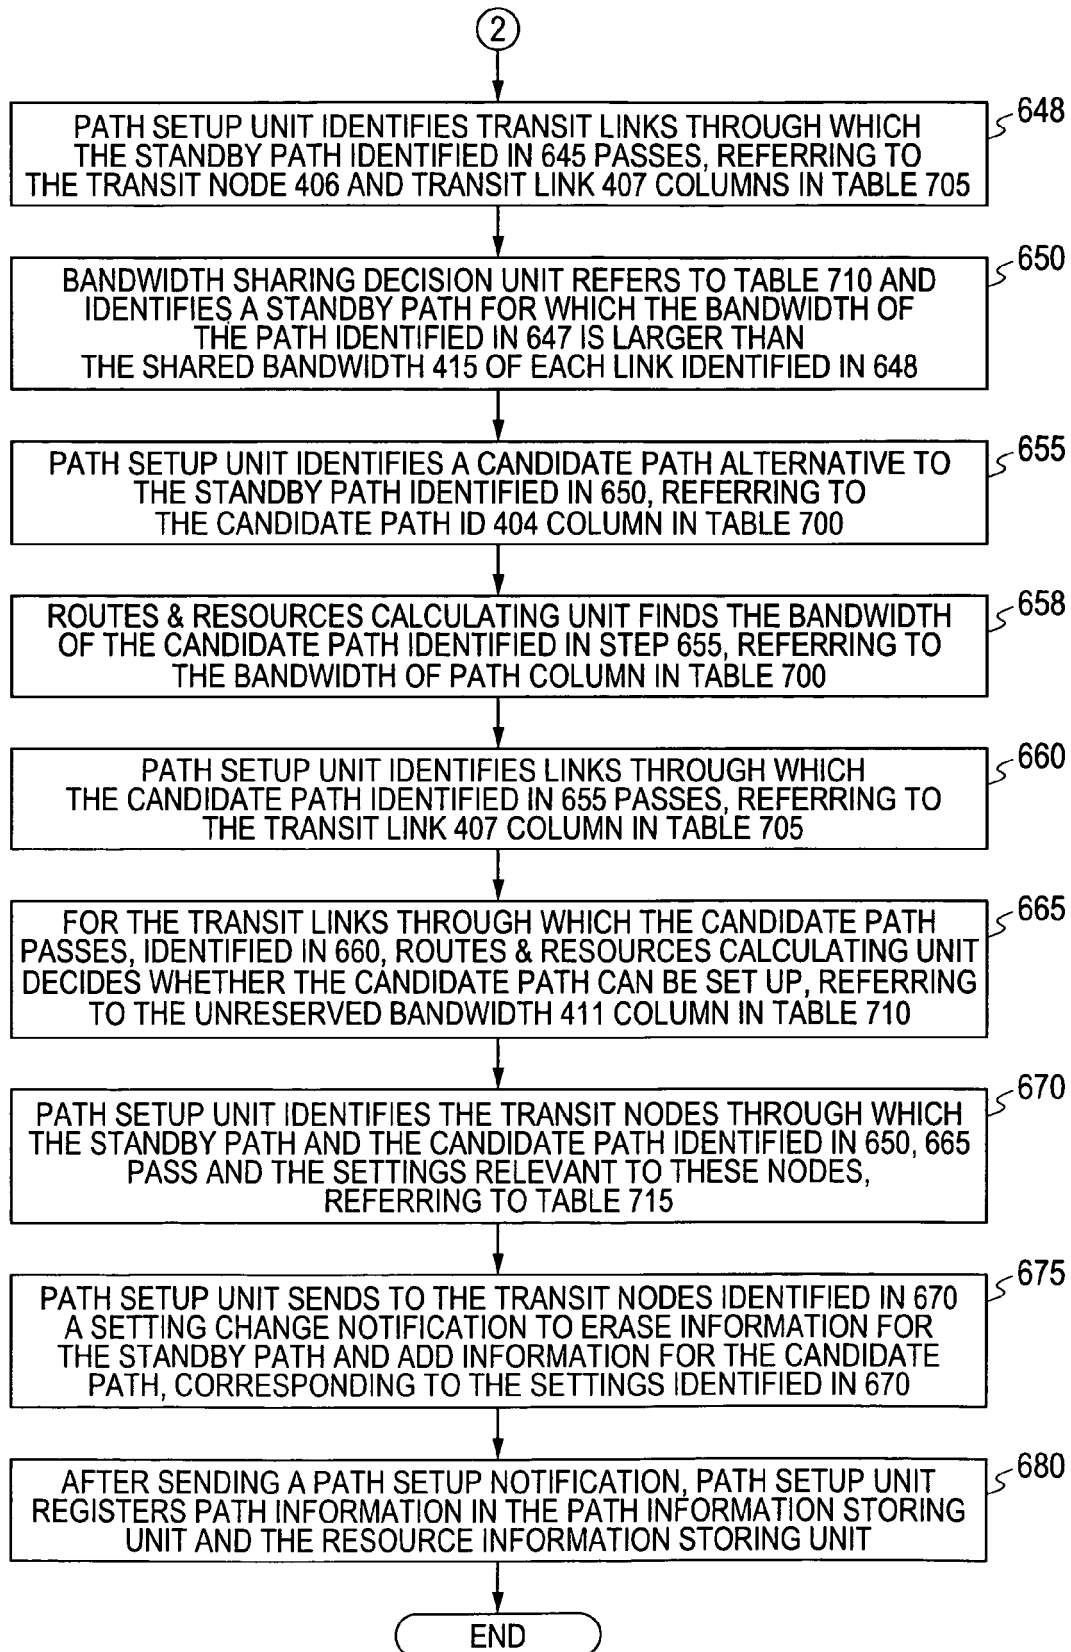 2
648
PATH SETUP UNIT IDENTIFIES TRANSIT LINKS THROUGH WHICH
THE STANDBY PATH IDENTIFIED IN 645 PASSES, REFERRING TO
THE TRANSIT NODE 406 AND TRANSIT LINK 407 COLUMNS IN TABLE 705
650
BANDWIDTH SHARING DECISION UNIT REFERS TO TABLE 710 AND
IDENTIFIES A STANDBY PATH FOR WHICH THE BANDWIDTH OF
THE PATH IDENTIFIED IN 647 IS LARGER THAN
THE SHARED BANDWIDTH 415 OF EACH LINK IDENTIFIED IN 648
655
PATH SETUP UNIT IDENTIFIES A CANDIDATE PATH ALTERNATIVE TO
THE STANDBY PATH IDENTIFIED IN 650, REFERRING TO
THE CANDIDATE PATH ID 404 COLUMN IN TABLE 700
658
ROUTES & RESOURCES CALCULATING UNIT FINDS THE BANDWIDTH
OF THE CANDIDATE PATH IDENTIFIED IN STEP 655, REFERRING TO
THE BANDWIDTH OF PATH COLUMN IN TABLE 700
660
PATH SETUP UNIT IDENTIFIES LINKS THROUGH WHICH
THE CANDIDATE PATH IDENTIFIED IN 655 PASSES, REFERRING TO
THE TRANSIT LINK 407 COLUMN IN TABLE 705
665
FOR THE TRANSIT LINKS THROUGH WHICH THE CANDIDATE PATH
PASSES, IDENTIFIED IN 660, ROUTES & RESOURCES CALCULATING UNIT
DECIDES WHETHER THE CANDIDATE PATH CAN BE SET UP, REFERRING
TO THE UNRESERVED BANDWIDTH 411 COLUMN IN TABLE 710
670
PATH SETUP UNIT IDENTIFIES THE TRANSIT NODES THROUGH WHICH
THE STANDBY PATH AND THE CANDIDATE PATH IDENTIFIED IN 650, 665
PASS AND THE SETTINGS RELEVANT TO THESE NODES,
REFERRING TO TABLE 715
675
PATH SETUP UNIT SENDS TO THE TRANSIT NODES IDENTIFIED IN 670
A SETTING CHANGE NOTIFICATION TO ERASE INFORMATION FOR
THE STANDBY PATH AND ADD INFORMATION FOR THE CANDIDATE
PATH, CORRESPONDING TO THE SETTINGS IDENTIFIED IN 670
680
AFTER SENDING A PATH SETUP NOTIFICATION, PATH SETUP UNIT
REGISTERS PATH INFORMATION IN THE PATH INFORMATION STORING
UNIT AND THE RESOURCE INFORMATION STORING UNIT
END